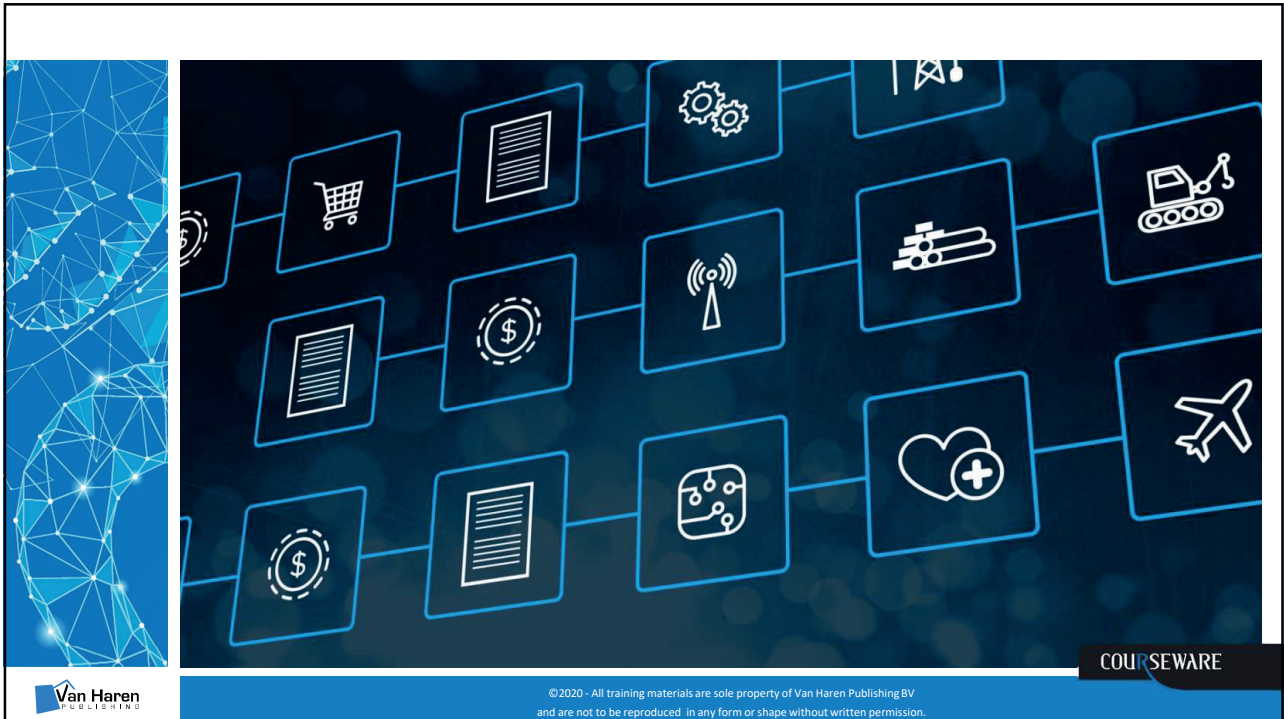 $
$
$
COURSEWARE
Van Haren
PUBLISHING
©2020 - All training materials are sole property of Van Haren Publishing BV
and are not to be reproduced in any form or shape without written permission.